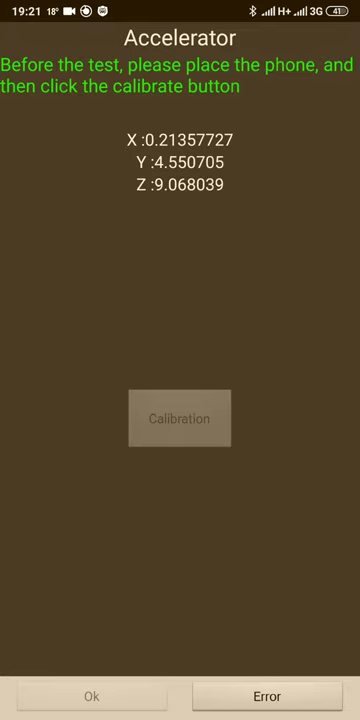 19:21 18° H+ 3G 41
Accelerator
Before the test, please place the phone, and
then click the calibrate button
X :0.21357727
Y :4.550705
Z :9.068039
Calibration
Ok Error